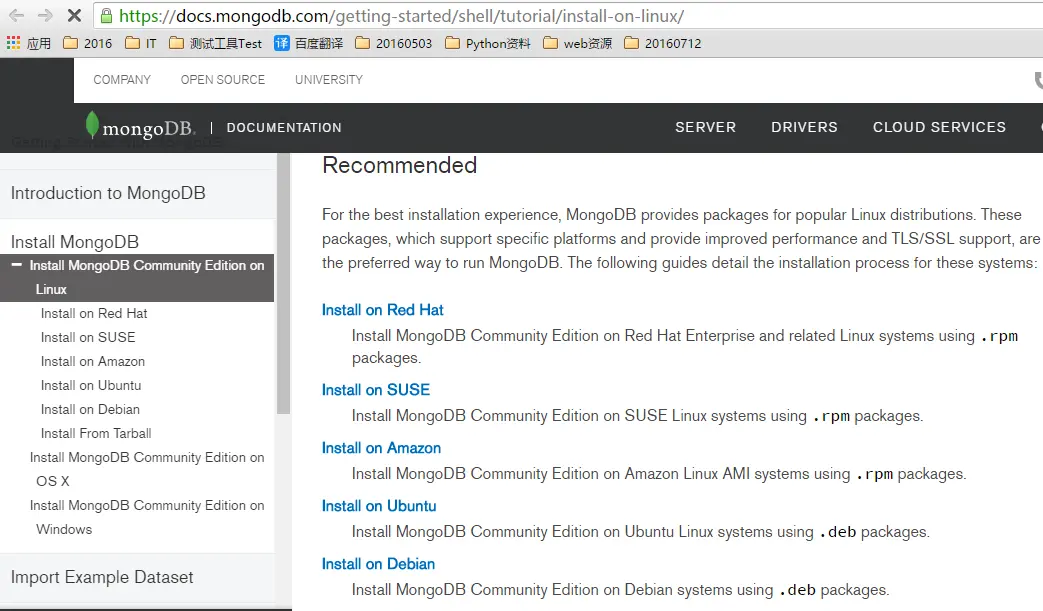 https://docs.mongodb.com/getting-started/shell/tutorial/install-on-linux/
应用 2016 IT 测试工具Test 译 百度翻译 20160503 Python资料 web资源 20160712
COMPANY OPEN SOURCE UNIVERSITY
mongoDB. | DOCUMENTATION SERVER DRIVERS CLOUD SERVICES
Introduction to MongoDB
Install MongoDB
Install MongoDB Community Edition on
Linux
Install on Red Hat
Install on SUSE
Install on Amazon
Install on Ubuntu
Install on Debian
Install From Tarball
Install MongoDB Community Edition on
OS X
Install MongoDB Community Edition on
Windows
Import Example Dataset
Recommended
For the best installation experience, MongoDB provides packages for popular Linux distributions. These
packages, which support specific platforms and provide improved performance and TLS/SSL support, are
the preferred way to run MongoDB. The following guides detail the installation process for these systems:
Install on Red Hat
Install MongoDB Community Edition on Red Hat Enterprise and related Linux systems using .rpm
packages.
Install on SUSE
Install MongoDB Community Edition on SUSE Linux systems using .rpm packages.
Install on Amazon
Install MongoDB Community Edition on Amazon Linux AMI systems using .rpm packages.
Install on Ubuntu
Install MongoDB Community Edition on Ubuntu Linux systems using .deb packages.
Install on Debian
Install MongoDB Community Edition on Debian systems using .deb packages.